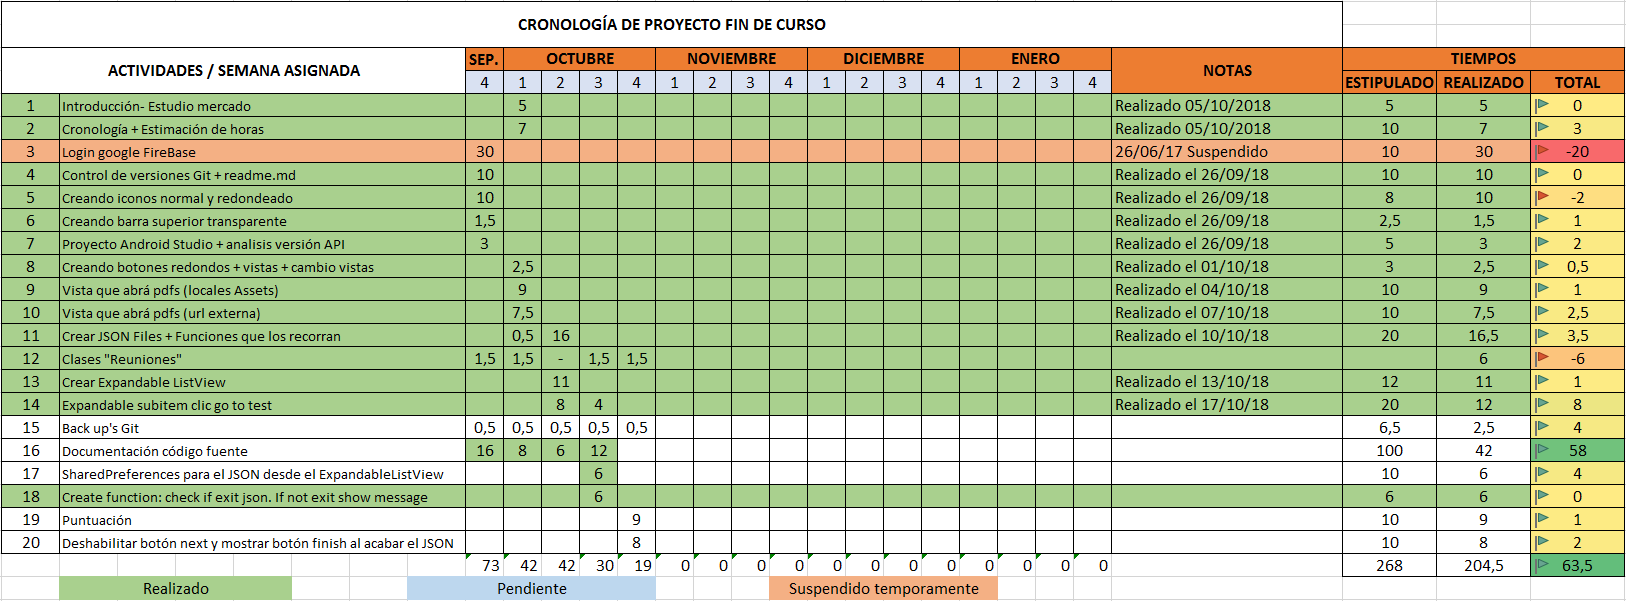 CRONOLOGÍA DE PROYECTO FIN DE CURSO
ACTIVIDADES / SEMANA ASIGNADA SEP. OCTUBRE NOVIEMBRE DICIEMBRE ENERO NOTAS TIEMPOS
4 1 2 3 4 1 2 3 4 1 2 3 4 1 2 3 4 ESTIPULADO REALIZADO TOTAL
1 Introducción- Estudio mercado 5 Realizado 05/10/2018 5 5 0
2 Cronología + Estimación de horas 7 Realizado 05/10/2018 10 7 3
3 Login google FireBase 30 26/06/17 Suspendido 10 30 -20
4 Control de versiones Git + readme.md 10 Realizado el 26/09/18 10 10 0
5 Creando iconos normal y redondeado 10 Realizado el 26/09/18 8 10 -2
6 Creando barra superior transparente 1,5 Realizado el 26/09/18 2,5 1,5 1
7 Proyecto Android Studio + analisis versión API 3 Realizado el 26/09/18 5 3 2
8 Creando botones redondos + vistas + cambio vistas 2,5 Realizado el 01/10/18 3 2,5 0,5
9 Vista que abrá pdfs (locales Assets) 9 Realizado el 04/10/18 10 9 1
10 Vista que abrá pdfs (url externa) 7,5 Realizado el 07/10/18 10 7,5 2,5
11 Crear JSON Files + Funciones que los recorran 0,5 16 Realizado el 10/10/18 20 16,5 3,5
12 Clases "Reuniones" 1,5 1,5 - 1,5 1,5 6 -6
13 Crear Expandable ListView 11 Realizado el 13/10/18 12 11 1
14 Expandable subitem clic go to test 8 4 Realizado el 17/10/18 20 12 8
15 Back up's Git 0,5 0,5 0,5 0,5 0,5 6,5 2,5 4
16 Documentación código fuente 16 8 6 12 100 42 58
17 SharedPreferences para el JSON desde el ExpandableListView 6 10 6 4
18 Create function: check if exit json. If not exit show message 6 6 6 0
19 Puntuación 9 10 9 1
20 Deshabilitar botón next y mostrar botón finish al acabar el JSON 8 10 8 2
73 42 42 30 19 0 0 0 0 0 0 0 0 0 0 0 0 268 204,5 63,5
Realizado Pendiente Suspendido temporamente